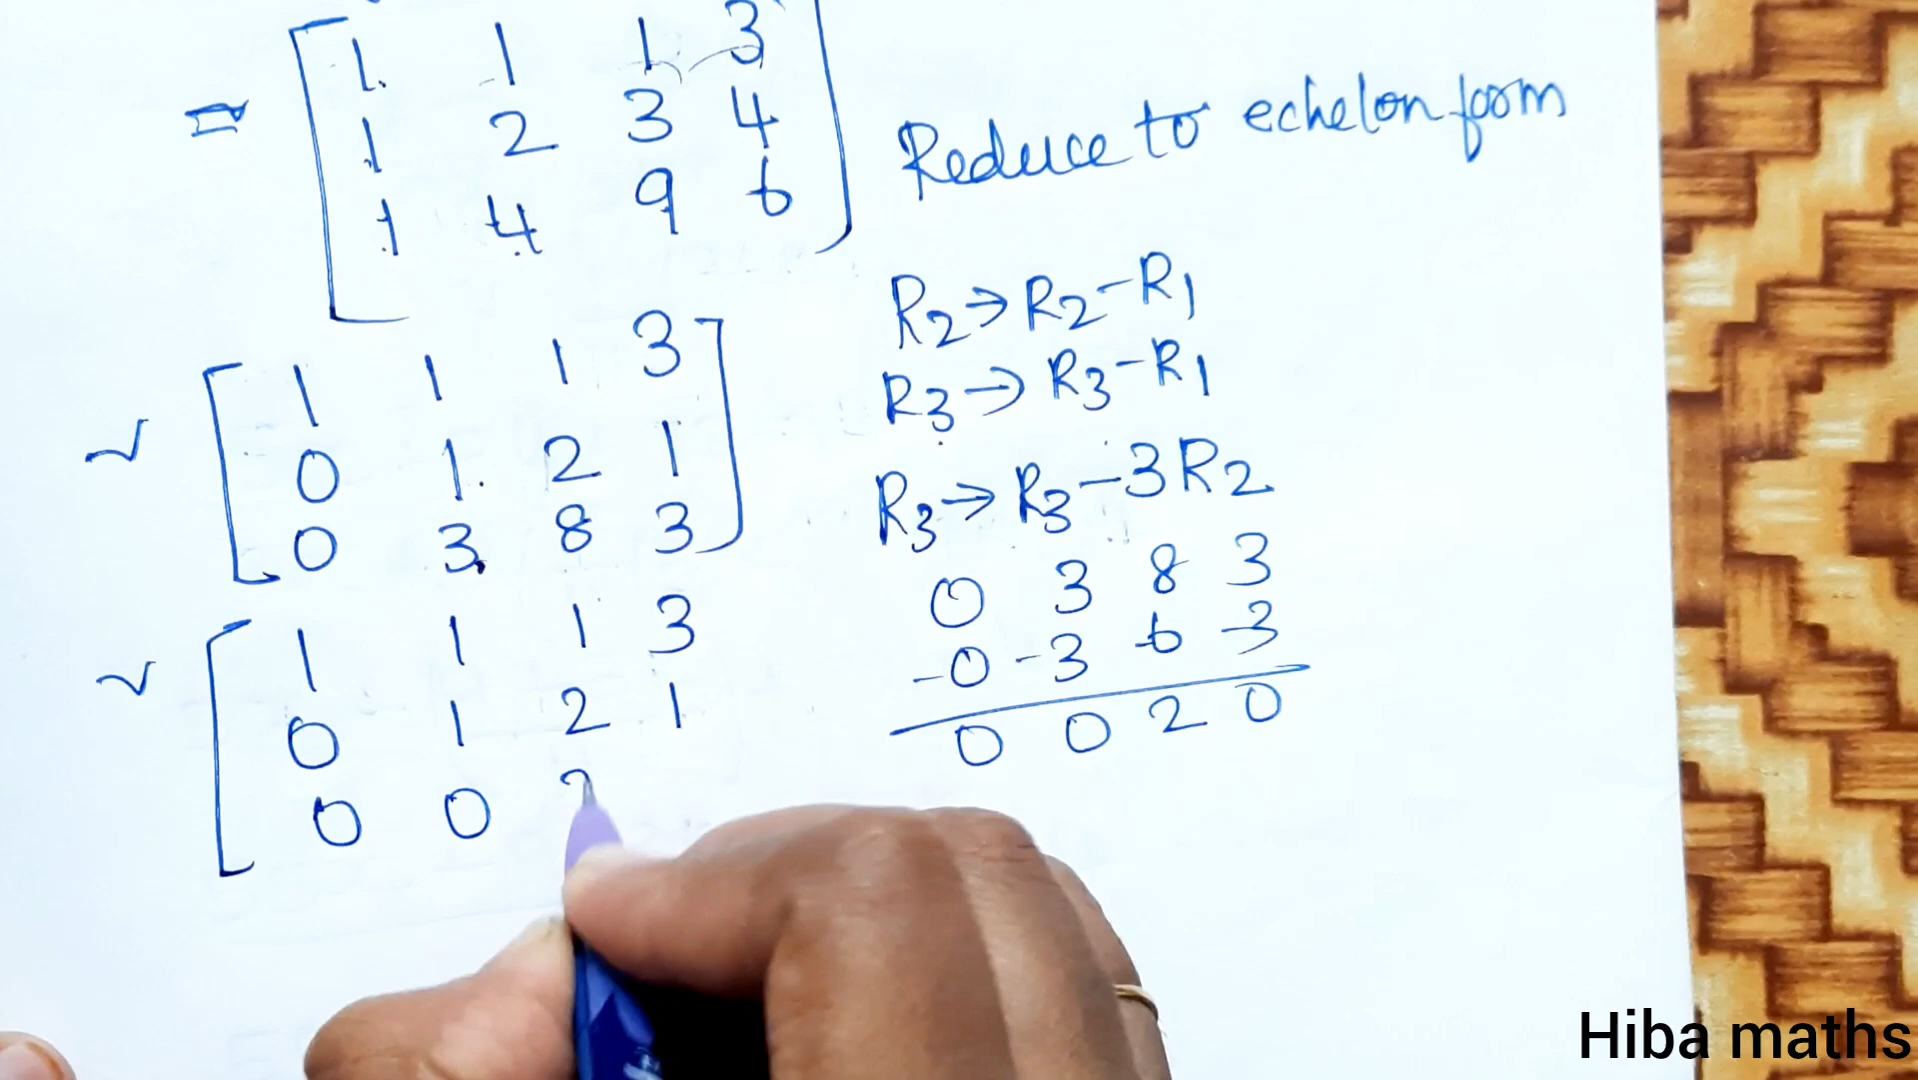 = [ 1 1 1 3
1 2 3 4
1 4 9 6 ]
Reduce to echelon form
R2→R2-R1
R3→R3-R1
R3→R3-3R2
~ [ 1 1 1 3
0 1 2 1
0 3 8 3 ]
0 3 8 3
-0 -3 6 -3
0 0 2 0
~ [ 1 1 1 3
0 1 2 1
0 0 2
Hiba maths